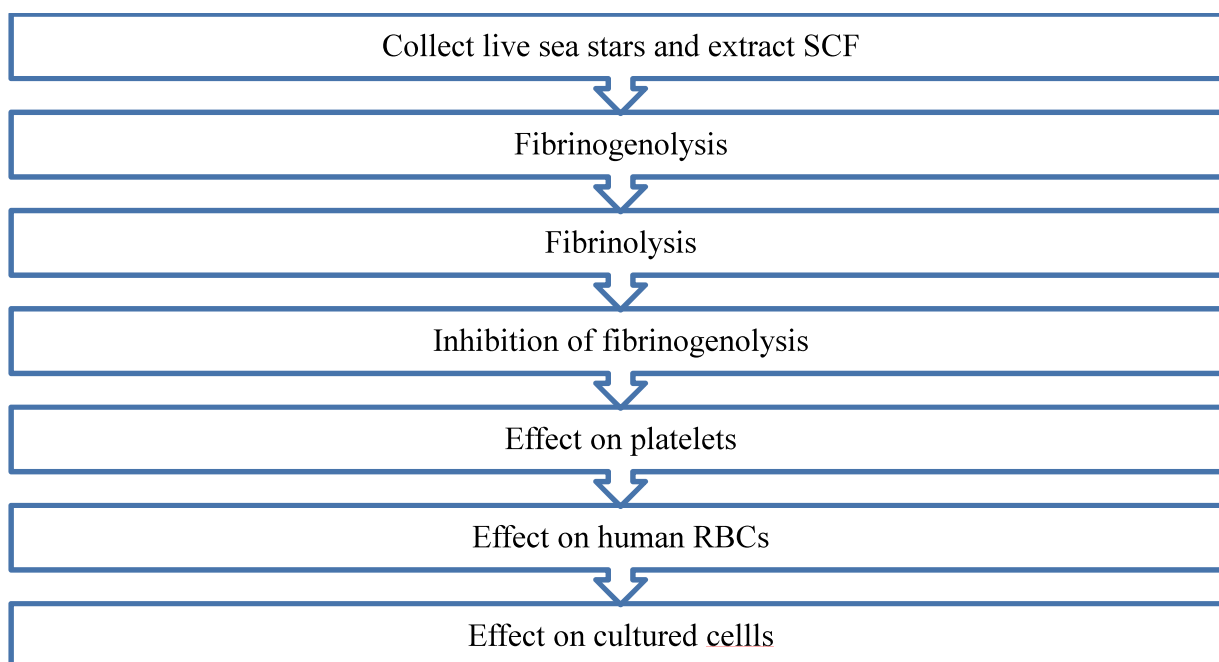 Collect live sea stars and extract SCF
Fibrinogenolysis
Fibrinolysis
Inhibition of fibrinogenolysis
Effect on platelets
Effect on human RBCs
Effect on cultured cellls